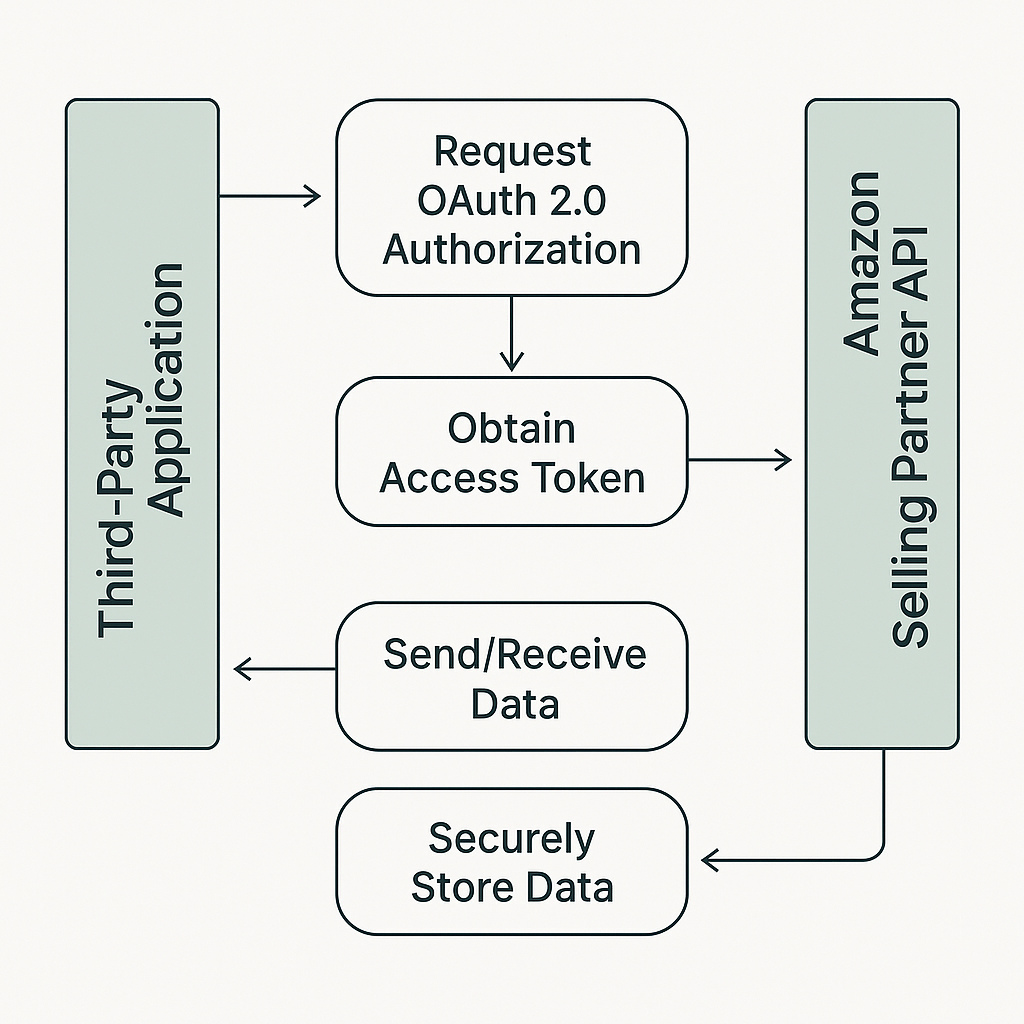 Third-Party
Application
Request
OAuth 2.0
Authorization
Obtain
Access Token
Send/Receive
Data
Securely
Store Data
Amazon
Selling Partner API